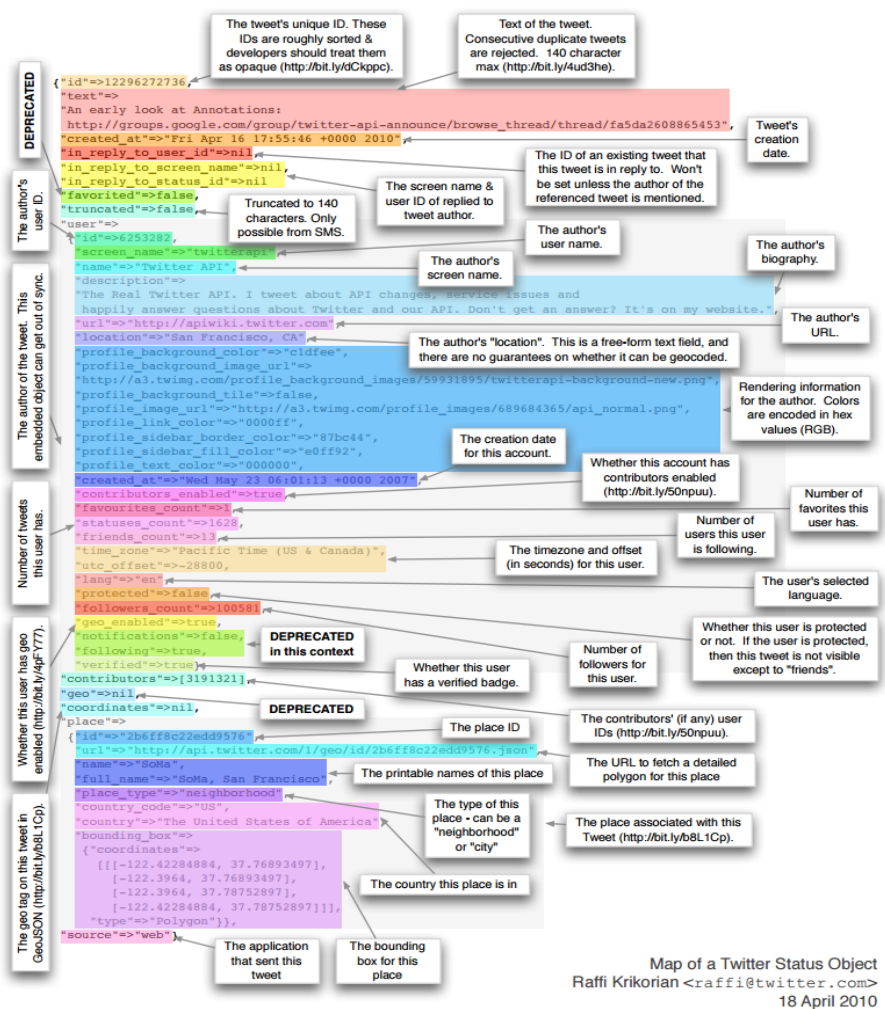 The tweet's unique ID. These
IDs are roughly sorted &
developers should treat them
as opaque (http://bit.ly/dCkppc).
Text of the tweet.
Consecutive duplicate tweets
are rejected. 140 character
max (http://bit.ly/4ud3he).
DEPRECATED
{"id"=>12296272736,
"text"=>
"An early look at Annotations:
http://groups.google.com/group/twitter-api-announce/browse_thread/thread/fa5da2608865453",
"created_at"=>"Fri Apr 16 17:55:46 +0000 2010",
Tweet's
creation
date.
"in_reply_to_user_id"=>nil,
"in_reply_to_screen_name"=>nil,
"in_reply_to_status_id"=>nil
The ID of an existing tweet that
this tweet is in reply to. Won't
be set unless the author of the
referenced tweet is mentioned.
The screen name &
user ID of replied to
tweet author.
"favorited"=>false,
"truncated"=>false,
Truncated to 140
characters. Only
possible from SMS.
The author's
user ID.
"user"=>
{"id"=>6253282,
"screen_name"=>"twitterapi",
The author's
user name.
"name"=>"Twitter API",
The author's
screen name.
The author's
biography.
"description"=>
"The Real Twitter API. I tweet about API changes, service issues and
happily answer questions about Twitter and our API. Don't get an answer? It's on my website.",
"url"=>"http://apiwiki.twitter.com",
The author's
URL.
"location"=>"San Francisco, CA",
The author's "location". This is a free-form text field, and
there are no guarantees on whether it can be geocoded.
The author of the tweet. This
embedded object can get out of sync.
"profile_background_color"=>"c1dfee",
"profile_background_image_url"=>
"http://a3.twimg.com/profile_background_images/59931895/twitterapi-background-new.png",
"profile_background_tile"=>false,
"profile_image_url"=>"http://a3.twimg.com/profile_images/689684365/api_normal.png",
"profile_link_color"=>"0000ff",
"profile_sidebar_border_color"=>"87bc44",
"profile_sidebar_fill_color"=>"e0ff92",
"profile_text_color"=>"000000",
Rendering information
for the author. Colors
are encoded in hex
values (RGB).
The creation date
for this account.
"created_at"=>"Wed May 23 06:01:13 +0000 2007",
"contributors_enabled"=>true,
Whether this account has
contributors enabled
(http://bit.ly/50npuu).
"favourites_count"=>1,
Number of
favorites this
user has.
Number of tweets
this user has.
"statuses_count"=>1628,
"friends_count"=>13,
Number of
users this user
is following.
"time_zone"=>"Pacific Time (US & Canada)",
"utc_offset"=>-28800,
The timezone and offset
(in seconds) for this user.
"lang"=>"en",
The user's selected
language.
"protected"=>false,
Whether this user is protected
or not. If the user is protected,
then this tweet is not visible
except to "friends".
"followers_count"=>100581,
Number of
followers for
this user.
"geo_enabled"=>true,
Whether this user has geo
enabled (http://bit.ly/4pFY77).
"notifications"=>false,
"following"=>true,
DEPRECATED
in this context
"verified"=>true},
Whether this user
has a verified badge.
"contributors"=>[3191321],
The contributors' (if any) user
IDs (http://bit.ly/50npuu).
"geo"=>nil,
DEPRECATED
"coordinates"=>nil,
The geo tag on this tweet in
GeoJSON (http://bit.ly/b8L1Cp).
"place"=>
{"id"=>"2b6ff8c22edd9576",
The place ID
"url"=>"http://api.twitter.com/1/geo/id/2b6ff8c22edd9576.json",
The URL to fetch a detailed
polygon for this place
"name"=>"SoMa",
"full_name"=>"SoMa, San Francisco",
The printable names of this place
"place_type"=>"neighborhood",
The type of this
place - can be a
"neighborhood"
or "city"
"country_code"=>"US",
"country"=>"The United States of America",
The country this place is in
The place associated with this
Tweet (http://bit.ly/b8L1Cp).
"bounding_box"=>
{"coordinates"=>
[[[-122.42284884, 37.76893497],
[-122.3964, 37.76893497],
[-122.3964, 37.78752897],
[-122.42284884, 37.78752897]]],
"type"=>"Polygon"}},
The bounding
box for this
place
"source"=>"web"}
The application
that sent this
tweet
Map of a Twitter Status Object
Raffi Krikorian <raffi@twitter.com>
18 April 2010